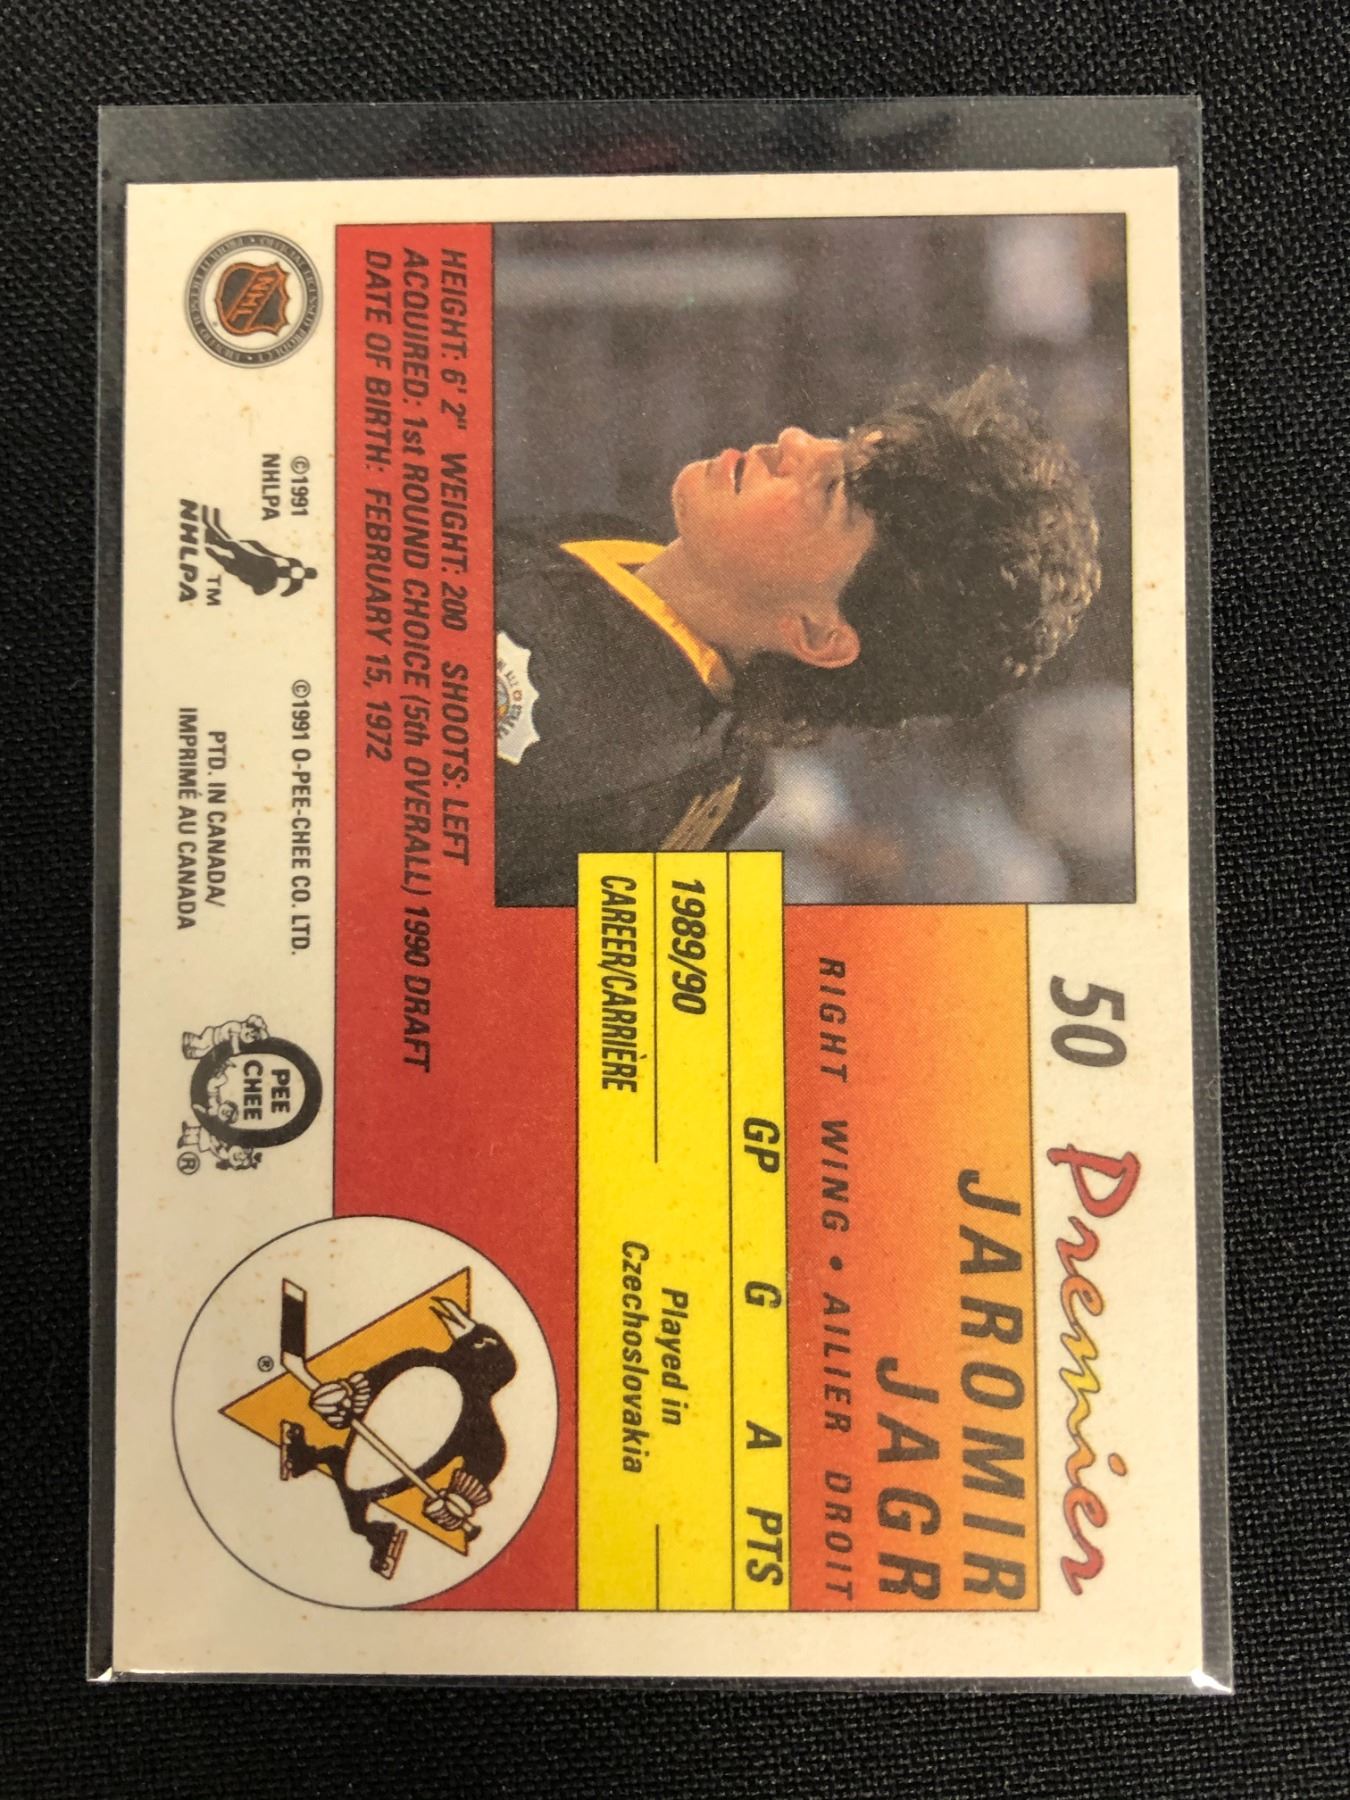 50 Premier
JAROMIR
JAGR
RIGHT WING • AILIER DROIT
GP G A PTS
1989/90 Played in
CAREER/CARRIÈRE Czechoslovakia
HEIGHT: 6' 2" WEIGHT: 200 SHOOTS: LEFT
ACQUIRED: 1st ROUND CHOICE (5th OVERALL) 1990 DRAFT
DATE OF BIRTH: FEBRUARY 15, 1972
NHL
©1991
NHLPA
TM
NHLPA
©1991 O-PEE-CHEE CO. LTD.
PTD. IN CANADA/
IMPRIMÉ AU CANADA
O PEE
CHEE
®
®